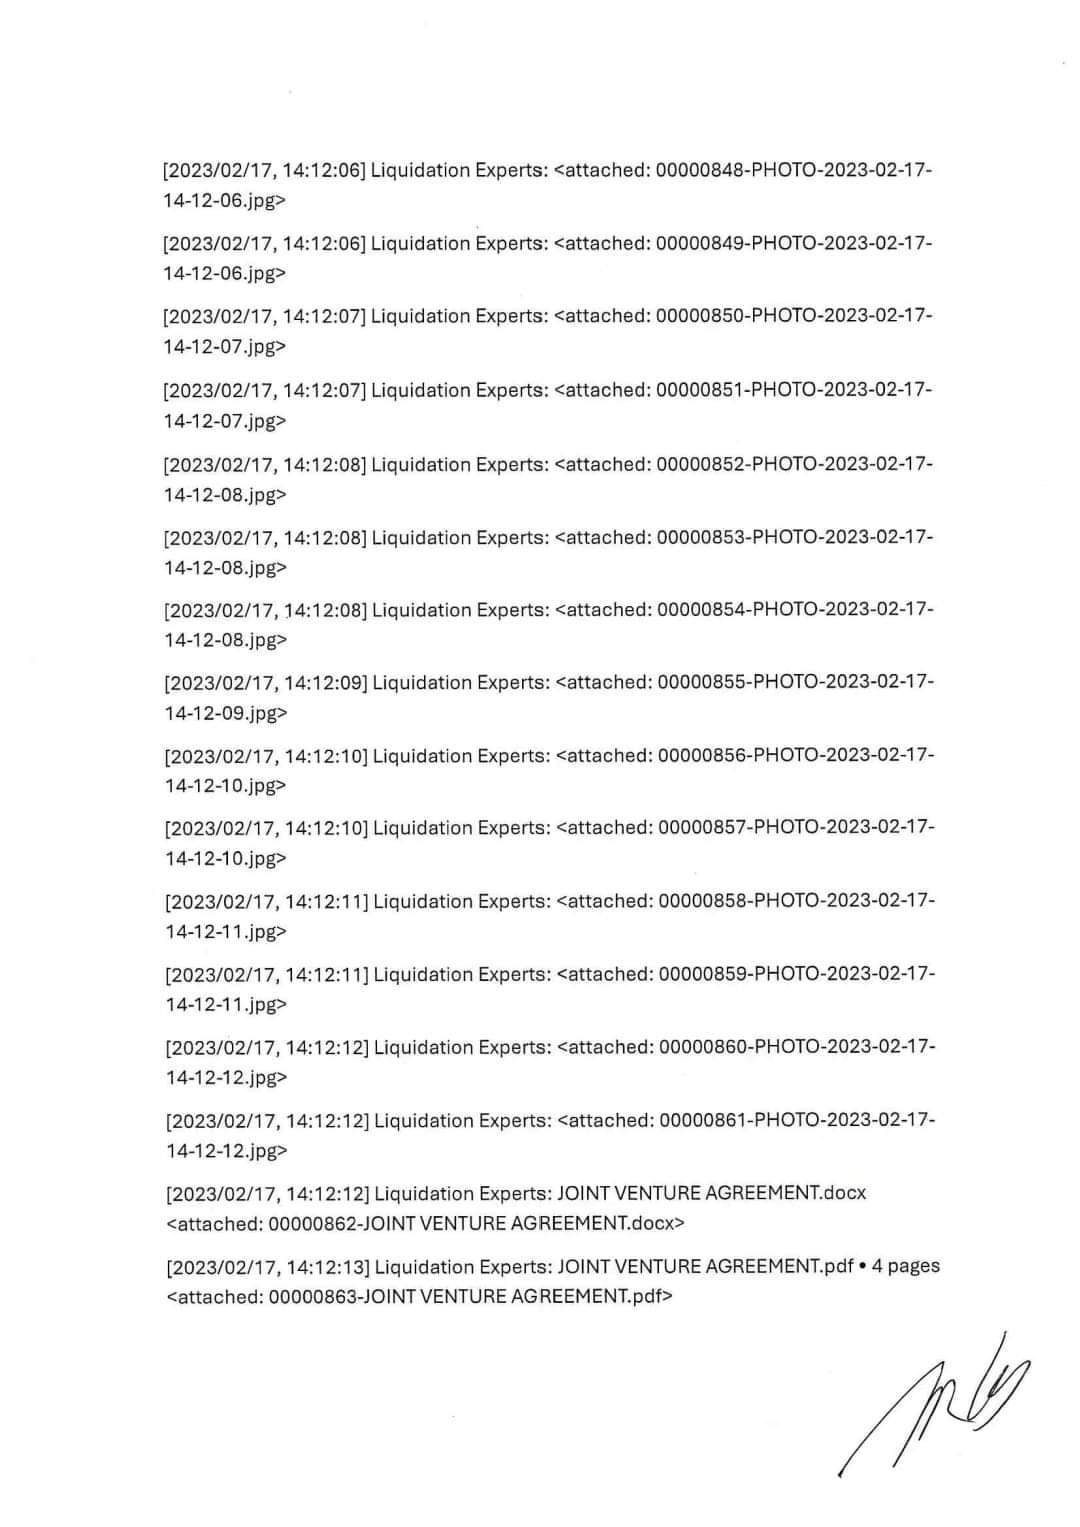 [2023/02/17, 14:12:06] Liquidation Experts: <attached: 00000848-PHOTO-2023-02-17-
14-12-06.jpg>
[2023/02/17, 14:12:06] Liquidation Experts: <attached: 00000849-PHOTO-2023-02-17-
14-12-06.jpg>
[2023/02/17, 14:12:07] Liquidation Experts: <attached: 00000850-PHOTO-2023-02-17-
14-12-07.jpg>
[2023/02/17, 14:12:07] Liquidation Experts: <attached: 00000851-PHOTO-2023-02-17-
14-12-07.jpg>
[2023/02/17, 14:12:08] Liquidation Experts: <attached: 00000852-PHOTO-2023-02-17-
14-12-08.jpg>
[2023/02/17, 14:12:08] Liquidation Experts: <attached: 00000853-PHOTO-2023-02-17-
14-12-08.jpg>
[2023/02/17, 14:12:08] Liquidation Experts: <attached: 00000854-PHOTO-2023-02-17-
14-12-08.jpg>
[2023/02/17, 14:12:09] Liquidation Experts: <attached: 00000855-PHOTO-2023-02-17-
14-12-09.jpg>
[2023/02/17, 14:12:10] Liquidation Experts: <attached: 00000856-PHOTO-2023-02-17-
14-12-10.jpg>
[2023/02/17, 14:12:10] Liquidation Experts: <attached: 00000857-PHOTO-2023-02-17-
14-12-10.jpg>
[2023/02/17, 14:12:11] Liquidation Experts: <attached: 00000858-PHOTO-2023-02-17-
14-12-11.jpg>
[2023/02/17, 14:12:11] Liquidation Experts: <attached: 00000859-PHOTO-2023-02-17-
14-12-11.jpg>
[2023/02/17, 14:12:12] Liquidation Experts: <attached: 00000860-PHOTO-2023-02-17-
14-12-12.jpg>
[2023/02/17, 14:12:12] Liquidation Experts: <attached: 00000861-PHOTO-2023-02-17-
14-12-12.jpg>
[2023/02/17, 14:12:12] Liquidation Experts: JOINT VENTURE AGREEMENT.docx
<attached: 00000862-JOINT VENTURE AGREEMENT.docx>
[2023/02/17, 14:12:13] Liquidation Experts: JOINT VENTURE AGREEMENT.pdf • 4 pages
<attached: 00000863-JOINT VENTURE AGREEMENT.pdf>